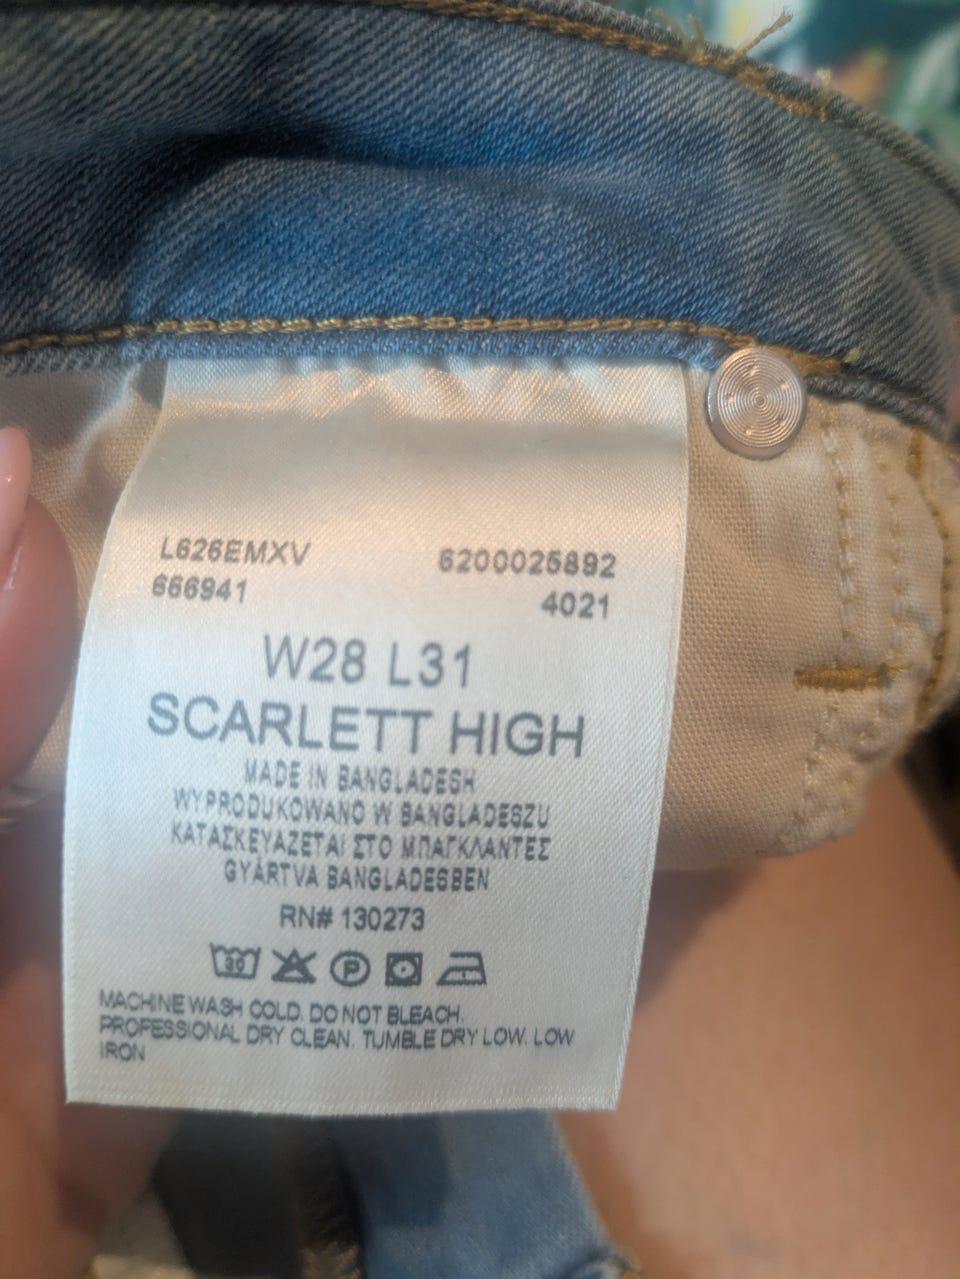 L626EMXV 6200025892
666941 4021
W28 L31
SCARLETT HIGH
MADE IN BANGLADESH
WYPRODUKOWANO W BANGLADESZU
ΚΑΤΑΣΚΕΥΑΖΕΤΑΙ ΣΤΟ ΜΠΑΓΚΛΑΝΤΕΣ
GYÁRTVA BANGLADESBEN
RN# 130273
30 P
MACHINE WASH COLD. DO NOT BLEACH.
PROFESSIONAL DRY CLEAN. TUMBLE DRY LOW. LOW
IRON